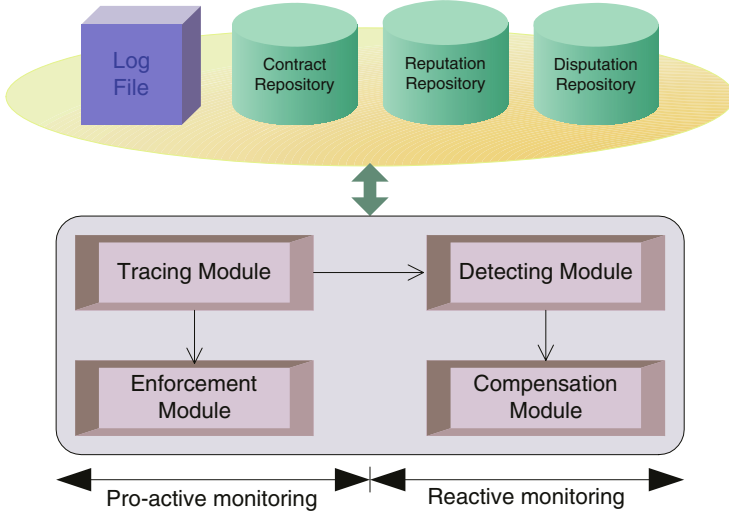 Log
File
Contract
Repository
Reputation
Repository
Disputation
Repository
Tracing Module
Detecting Module
Enforcement
Module
Compensation
Module
Pro-active monitoring
Reactive monitoring